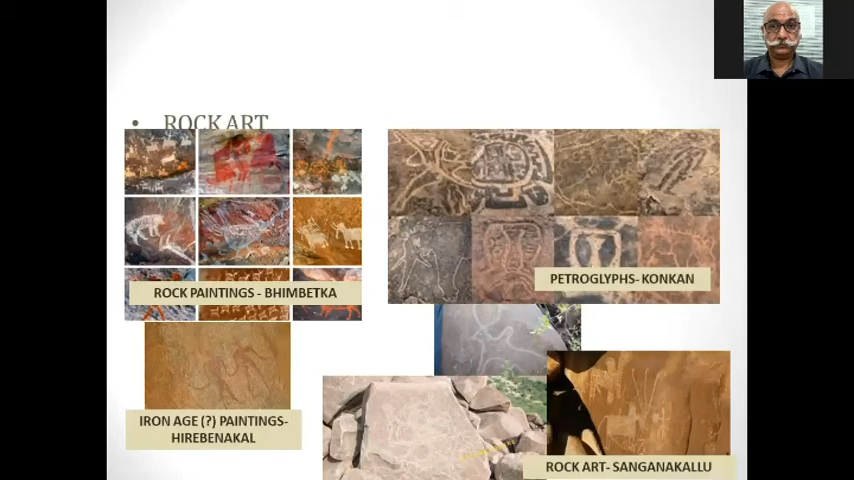 • ROCK ART
ROCK PAINTINGS - BHIMBETKA
PETROGLYPHS- KONKAN
IRON AGE (?) PAINTINGS-
HIREBENAKAL
ROCK ART- SANGANAKALLU